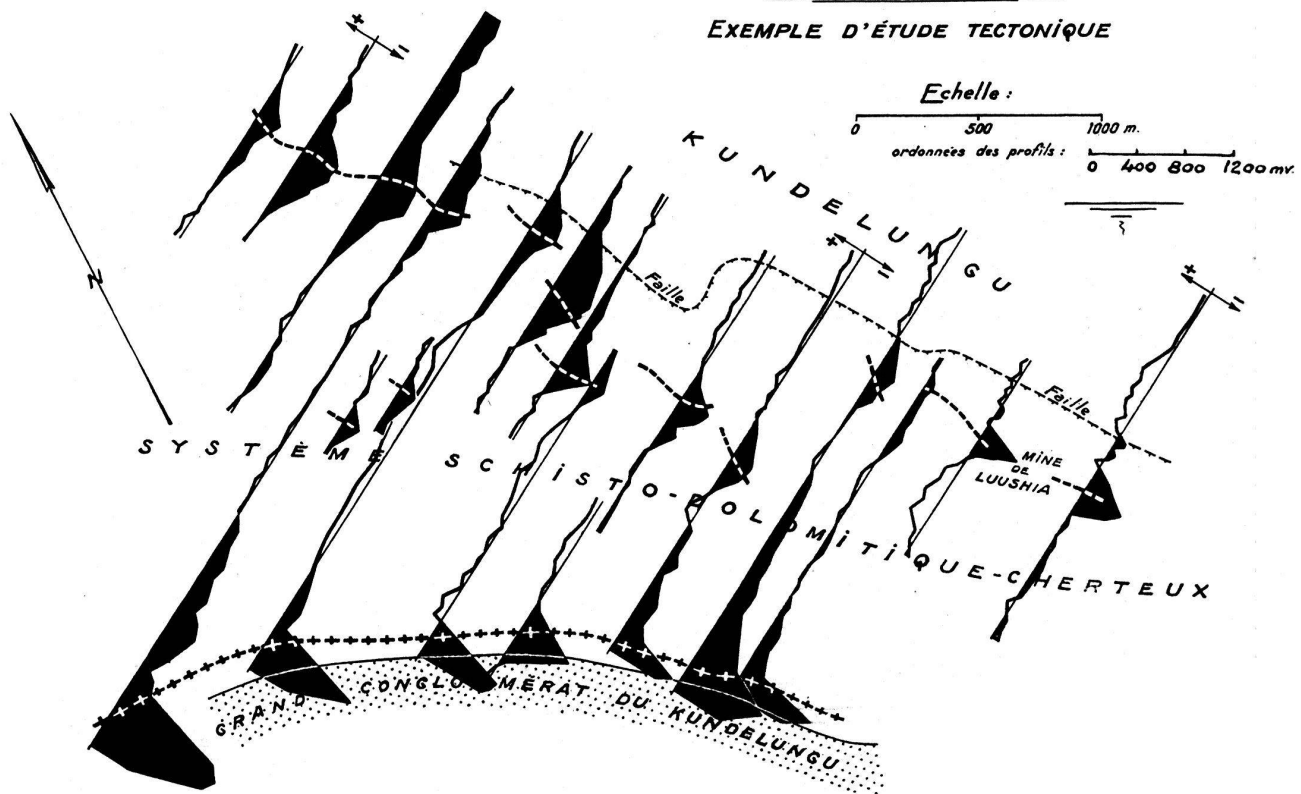 EXEMPLE D'ÉTUDE TECTONIQUE
Echelle :
0 500 1000 m.
ordonnées des profils :
0 400 800 1200 mv.
+ -
N
KUNDELUNGU
Faille
+ -
+ -
Faille
MINE
DE
LUUSHIA
SYSTÈME SCHISTO-DOLOMITIQUE-CHERTEUX
GRAND CONGLOMÉRAT DU KUNDELUNGU